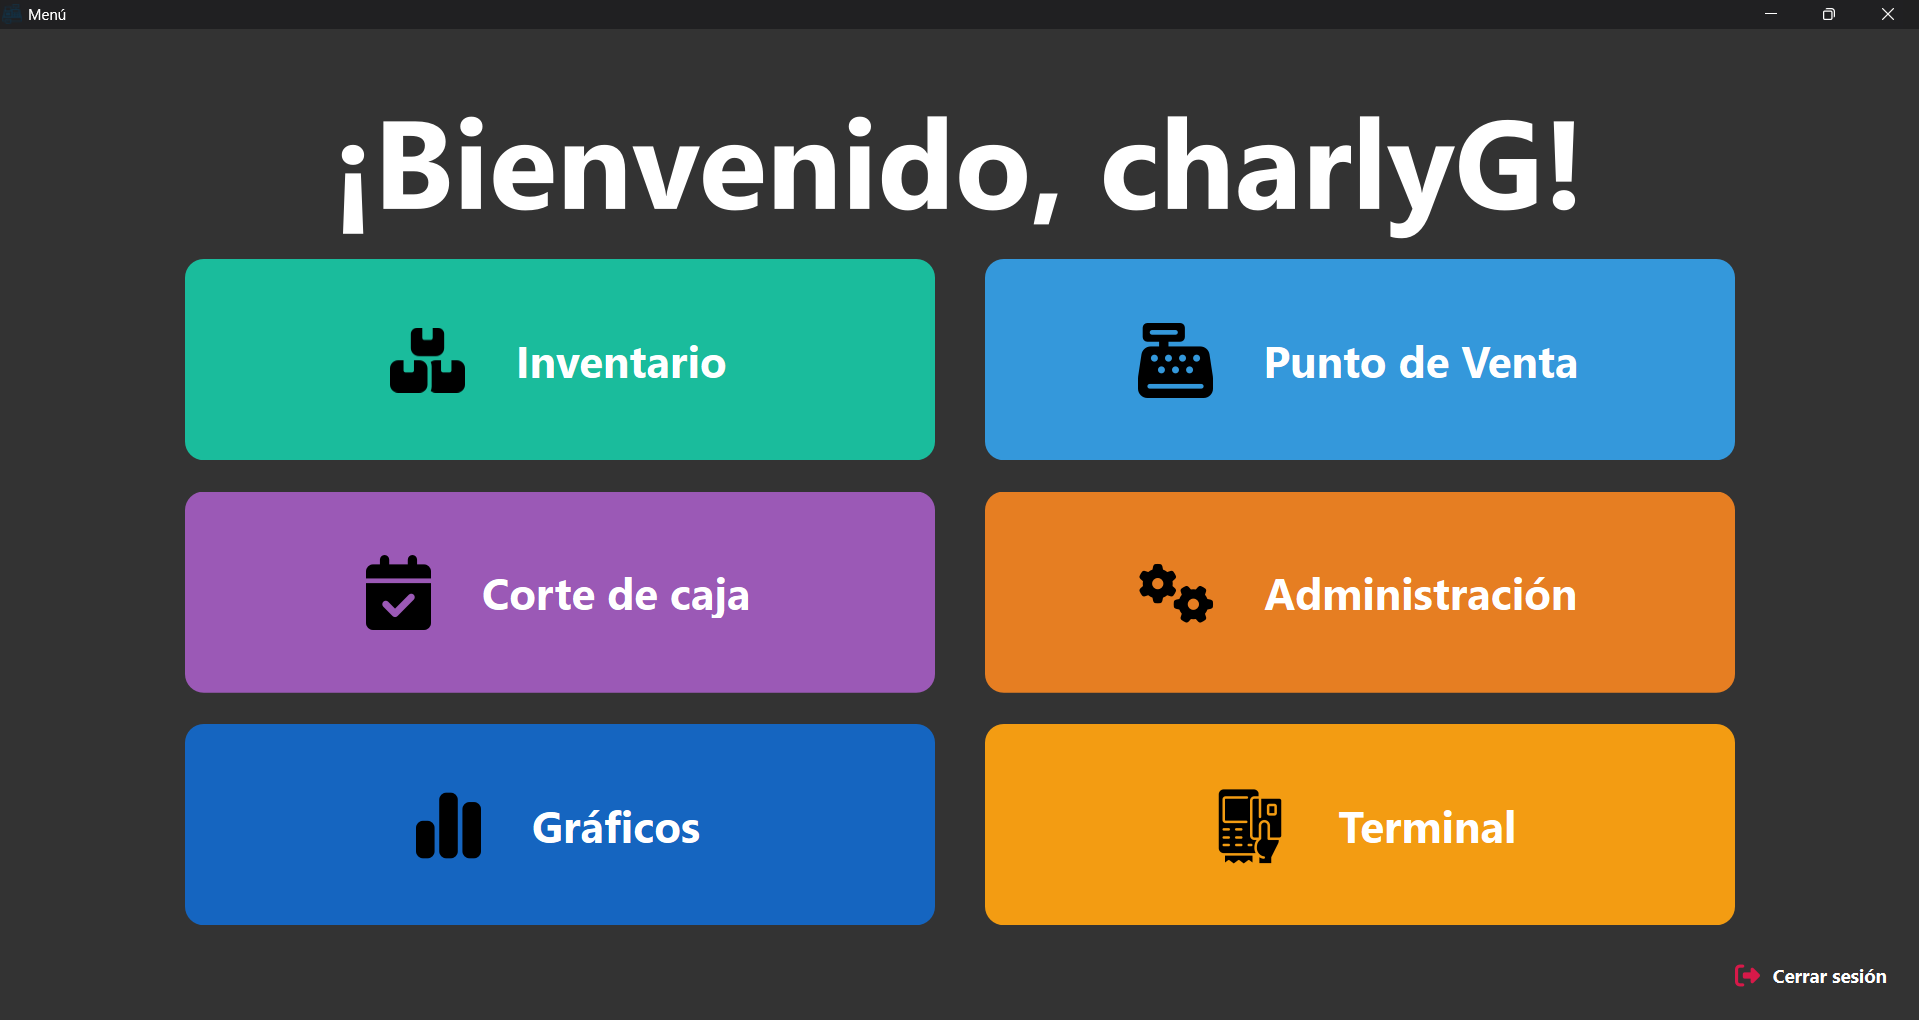 Menú
¡Bienvenido, charlyG!
Inventario
Punto de Venta
Corte de caja
Administración
Gráficos
Terminal
Cerrar sesión